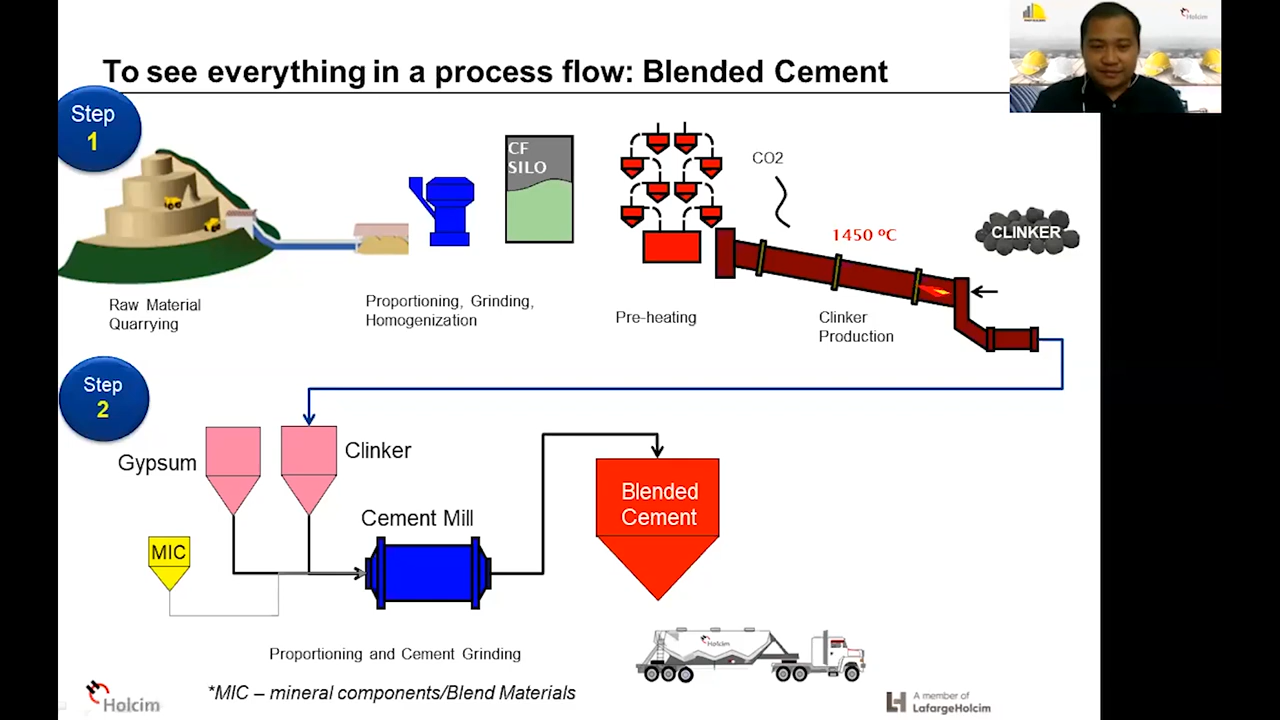 To see everything in a process flow: Blended Cement
Holcim
Step
1
CF
SILO
CO2
1450 ºC
CLINKER
Raw Material
Quarrying
Proportioning, Grinding,
Homogenization
Pre-heating
Clinker
Production
Step
2
Gypsum
Clinker
Cement Mill
MIC
Blended
Cement
Holcim
Proportioning and Cement Grinding
*MIC – mineral components/Blend Materials
Holcim
A member of
LafargeHolcim